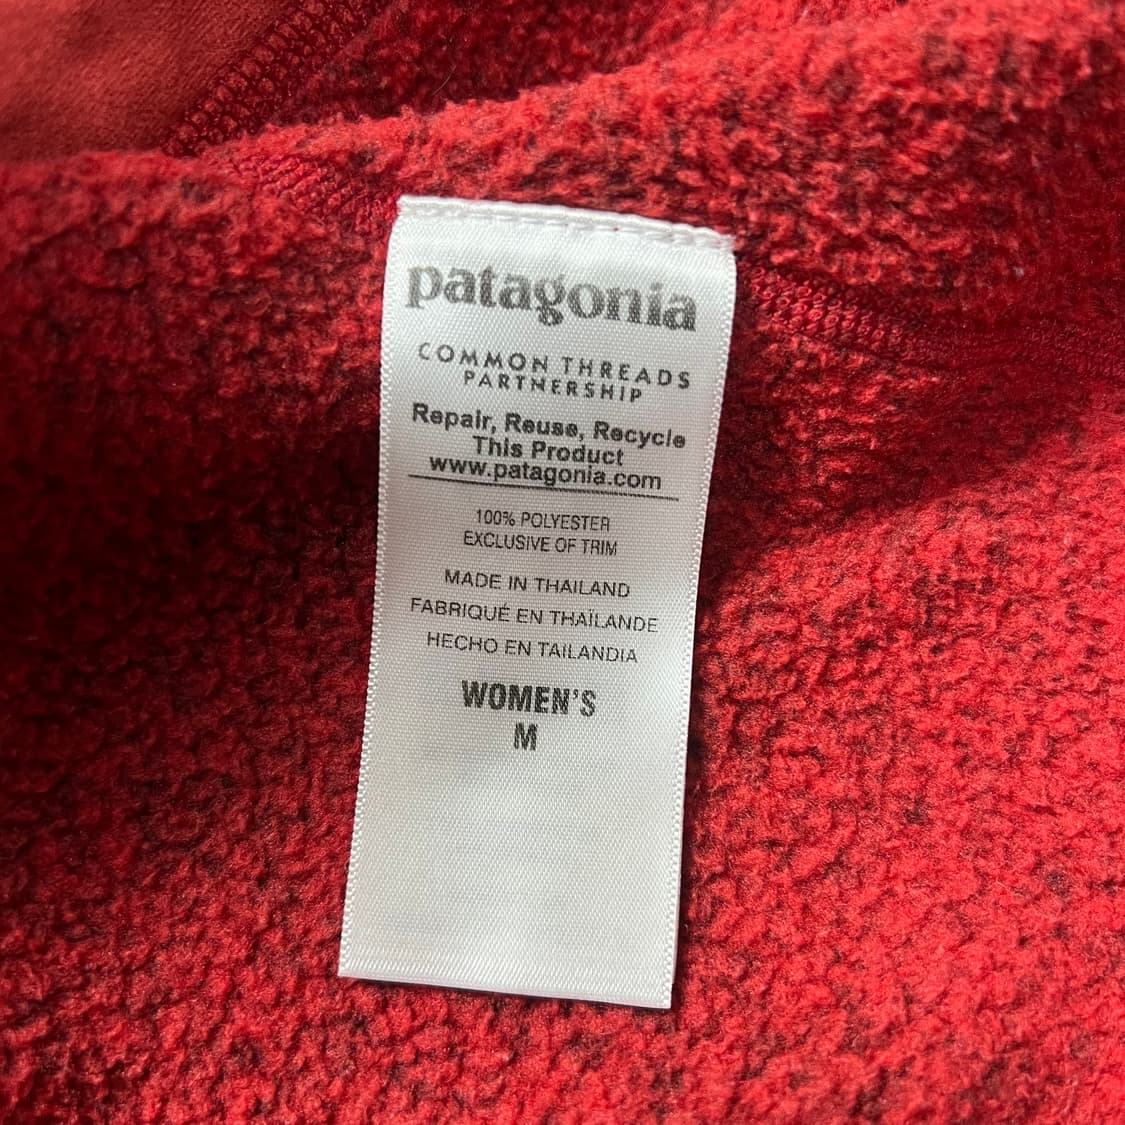 patagonia
COMMON THREADS
PARTNERSHIP
Repair, Reuse, Recycle
This Product
www.patagonia.com
100% POLYESTER
EXCLUSIVE OF TRIM
MADE IN THAILAND
FABRIQUÉ EN THAÏLANDE
HECHO EN TAILANDIA
WOMEN'S
M